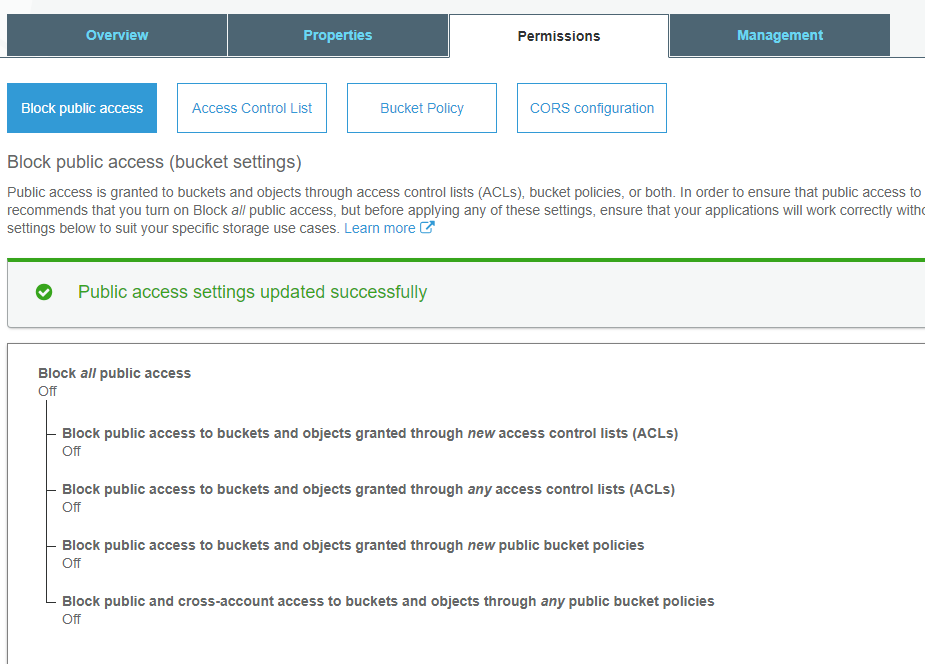 Overview
Properties
Permissions
Management
Block public access
Access Control List
Bucket Policy
CORS configuration
Block public access (bucket settings)
Public access is granted to buckets and objects through access control lists (ACLs), bucket policies, or both. In order to ensure that public access to
recommends that you turn on Block all public access, but before applying any of these settings, ensure that your applications will work correctly
settings below to suit your specific storage use cases. Learn more
Public access settings updated successfully
Block all public access
Off
Block public access to buckets and objects granted through new access control lists (ACLs)
Off
Block public access to buckets and objects granted through any access control lists (ACLs)
Off
Block public access to buckets and objects granted through new public bucket policies
Off
Block public and cross-account access to buckets and objects through any public bucket policies
Off